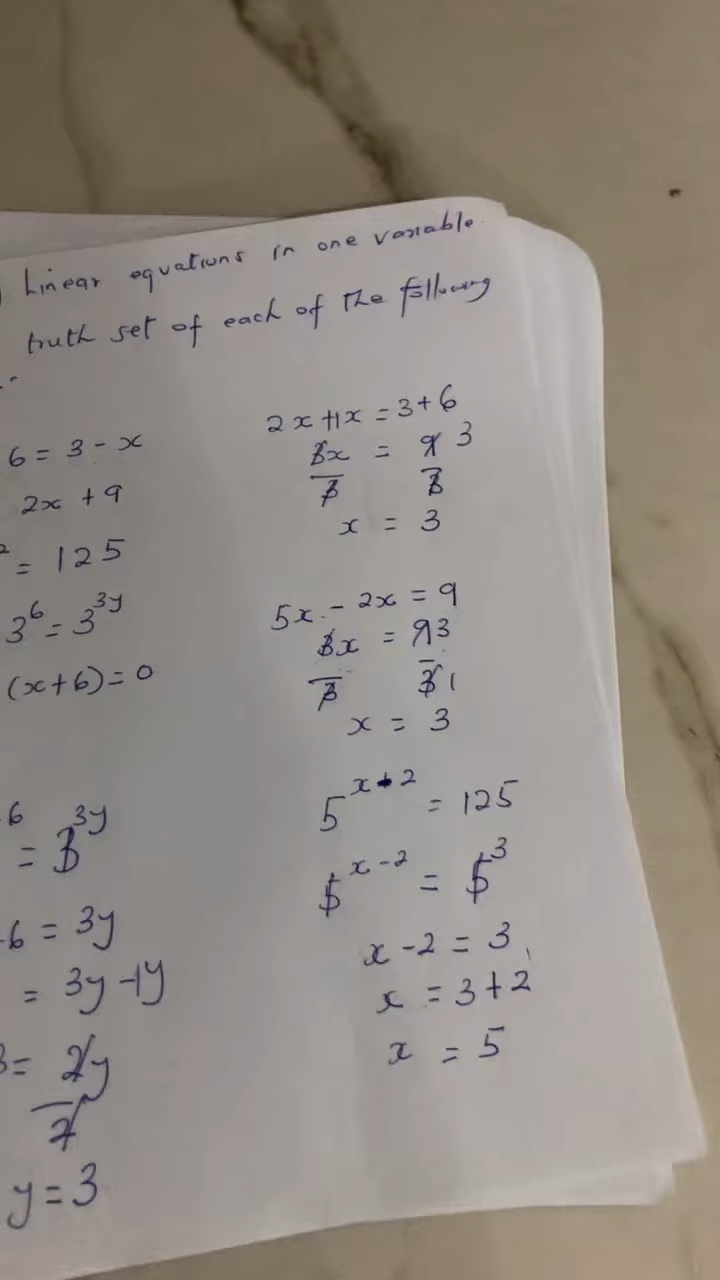 Linear equations in one variable.
truth set of each of the following
6 = 3 - x
2x + 9
2 = 125
3^6 = 3^3y
(x+6) = 0
6
= 3^3y
-6 = 3y
= 3y - 1y
3 = 2y
2
y = 3
2x + 1x = 3 + 6
3x = 9 3
3 3
x = 3
5x - 2x = 9
3x = 9 3
3 3 1
x = 3
5^x-2 = 125
5^x-2 = 5^3
x - 2 = 3
x = 3 + 2
x = 5